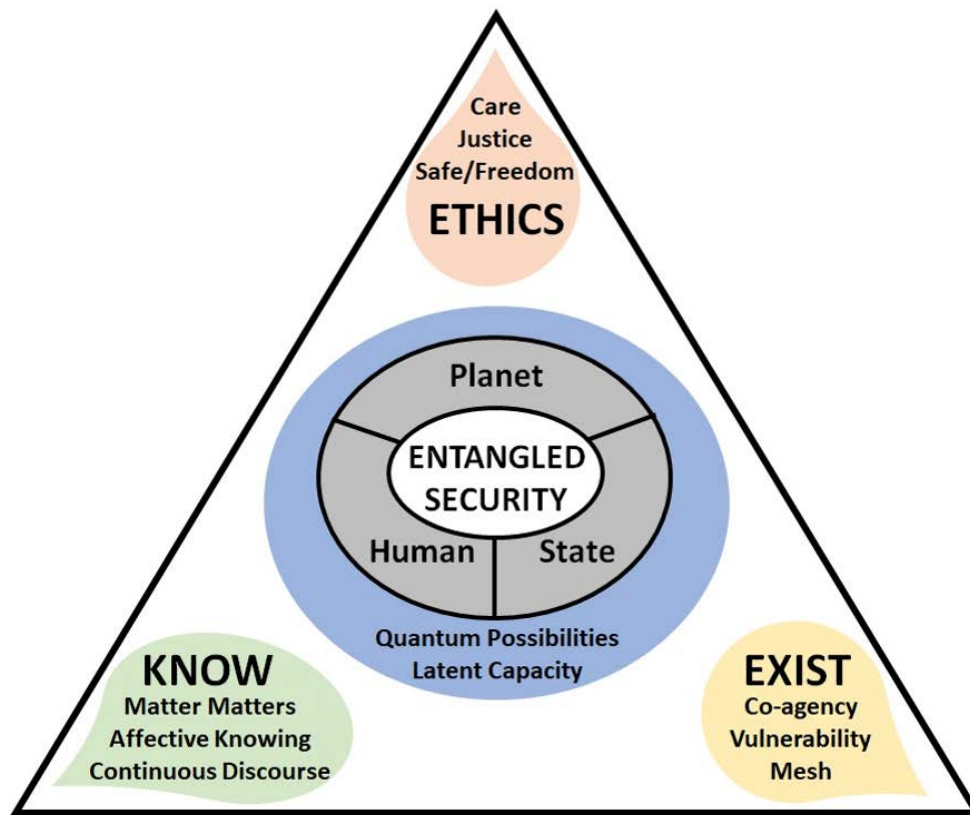 Care
Justice
Safe/Freedom
ETHICS
Planet
ENTANGLED
SECURITY
Human
State
Quantum Possibilities
Latent Capacity
KNOW
Matter Matters
Affective Knowing
Continuous Discourse
EXIST
Co-agency
Vulnerability
Mesh